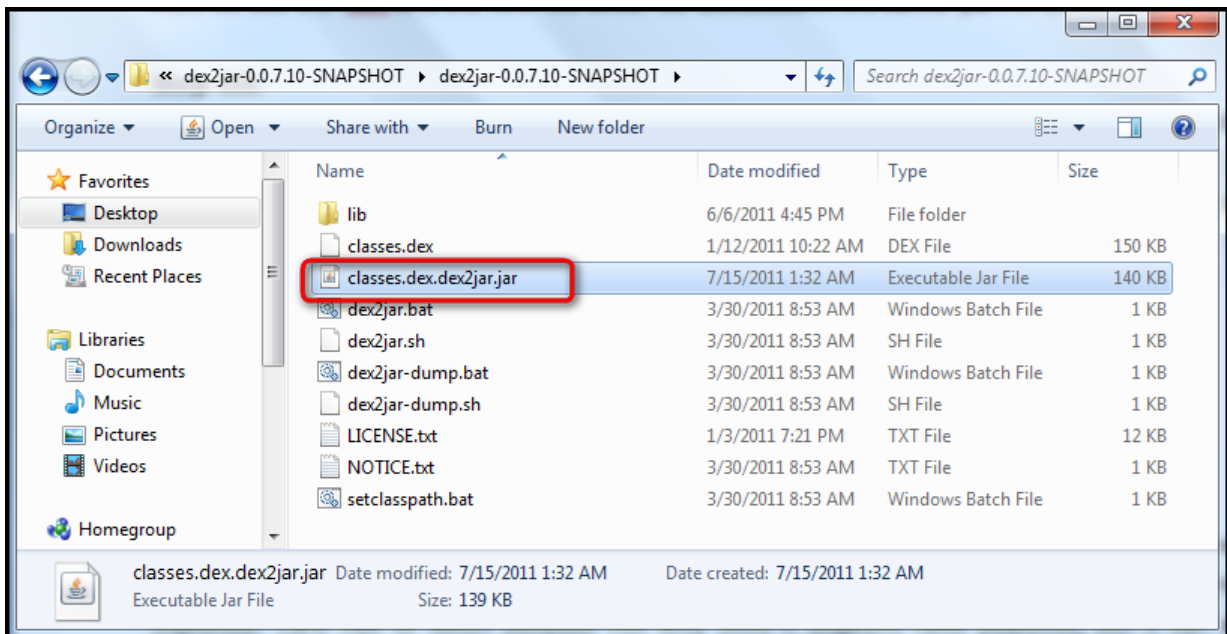 « dex2jar-0.0.7.10-SNAPSHOT ▸ dex2jar-0.0.7.10-SNAPSHOT ▸ Search dex2jar-0.0.7.10-SNAPSHOT
Organize Open Share with Burn New folder
Favorites
Desktop
Downloads
Recent Places
Libraries
Documents
Music
Pictures
Videos
Homegroup
Name Date modified Type Size
lib 6/6/2011 4:45 PM File folder
classes.dex 1/12/2011 10:22 AM DEX File 150 KB
classes.dex.dex2jar.jar 7/15/2011 1:32 AM Executable Jar File 140 KB
dex2jar.bat 3/30/2011 8:53 AM Windows Batch File 1 KB
dex2jar.sh 3/30/2011 8:53 AM SH File 1 KB
dex2jar-dump.bat 3/30/2011 8:53 AM Windows Batch File 1 KB
dex2jar-dump.sh 3/30/2011 8:53 AM SH File 1 KB
LICENSE.txt 1/3/2011 7:21 PM TXT File 12 KB
NOTICE.txt 3/30/2011 8:53 AM TXT File 1 KB
setclasspath.bat 3/30/2011 8:53 AM Windows Batch File 1 KB
classes.dex.dex2jar.jar Date modified: 7/15/2011 1:32 AM Date created: 7/15/2011 1:32 AM
Executable Jar File Size: 139 KB